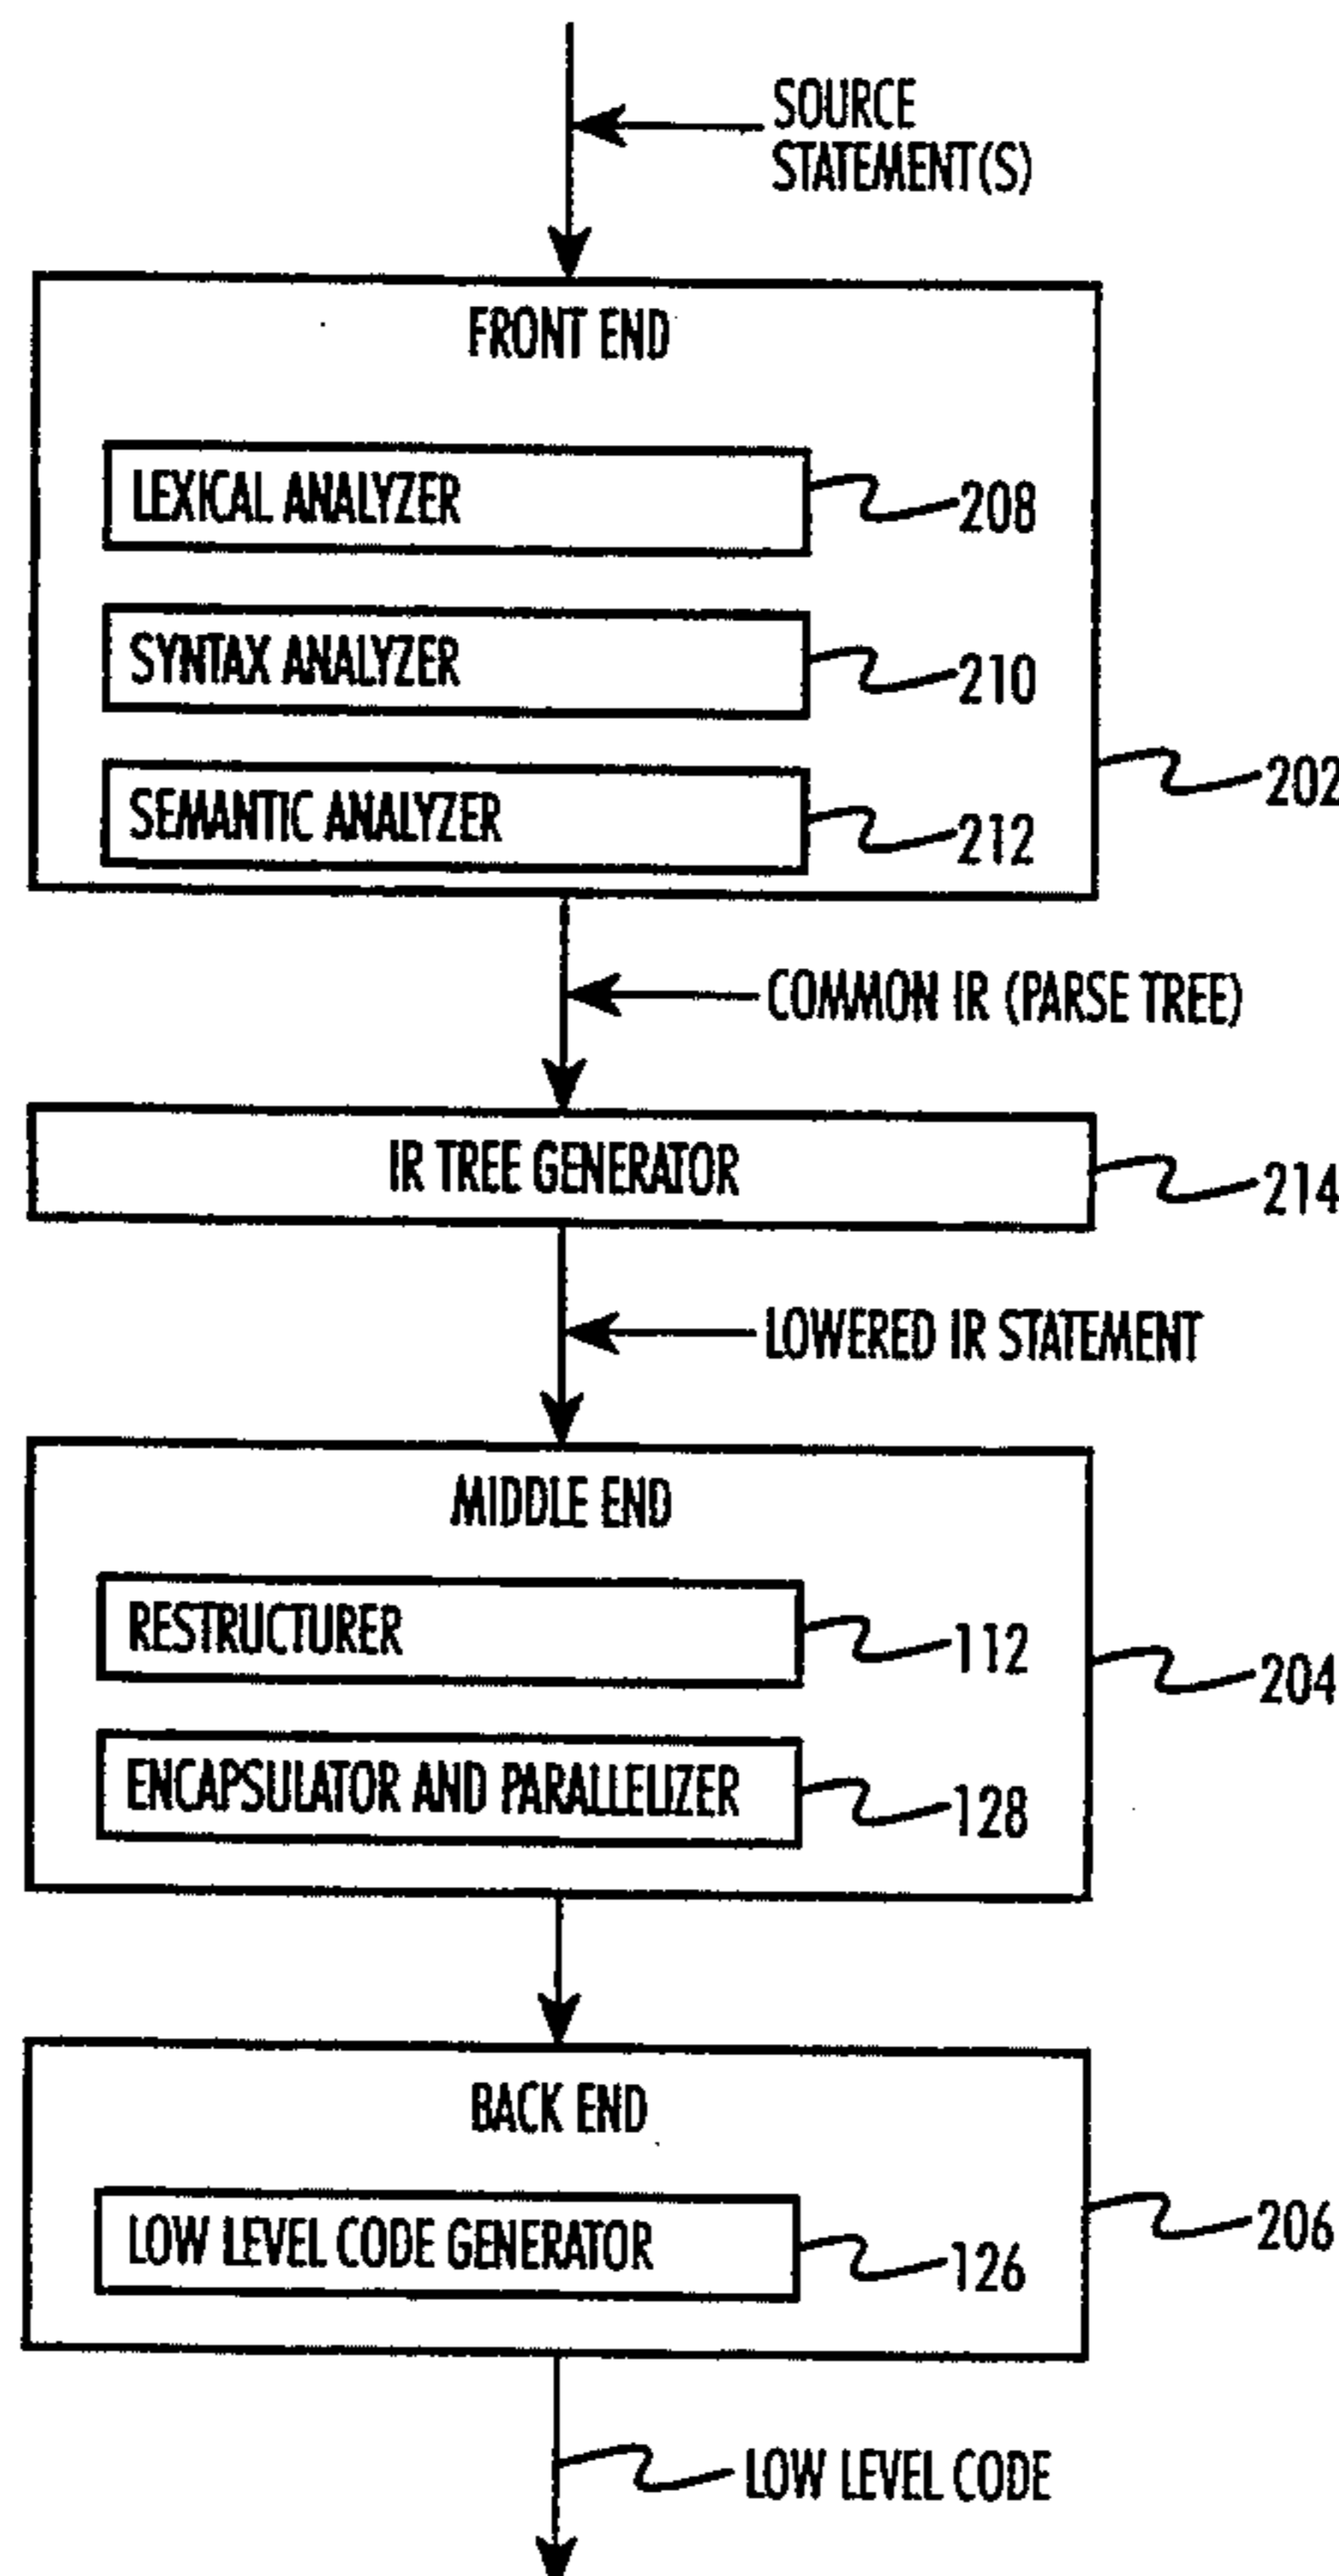 SOURCE
STATEMENT(S)
FRONT END
LEXICAL ANALYZER
208
SYNTAX ANALYZER
210
202
SEMANTIC ANALYZER
212
COMMON IR (PARSE TREE)
IR TREE GENERATOR
214
LOWERED IR STATEMENT
MIDDLE END
RESTRUCTURER
112
204
ENCAPSULATOR AND PARALLELIZER
128
BACK END
206
LOW LEVEL CODE GENERATOR
126
LOW LEVEL CODE